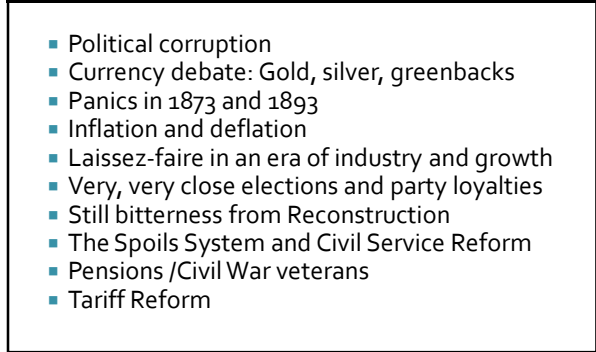 ▪ Political corruption
▪ Currency debate: Gold, silver, greenbacks
▪ Panics in 1873 and 1893
▪ Inflation and deflation
▪ Laissez-faire in an era of industry and growth
▪ Very, very close elections and party loyalties
▪ Still bitterness from Reconstruction
▪ The Spoils System and Civil Service Reform
▪ Pensions /Civil War veterans
▪ Tariff Reform